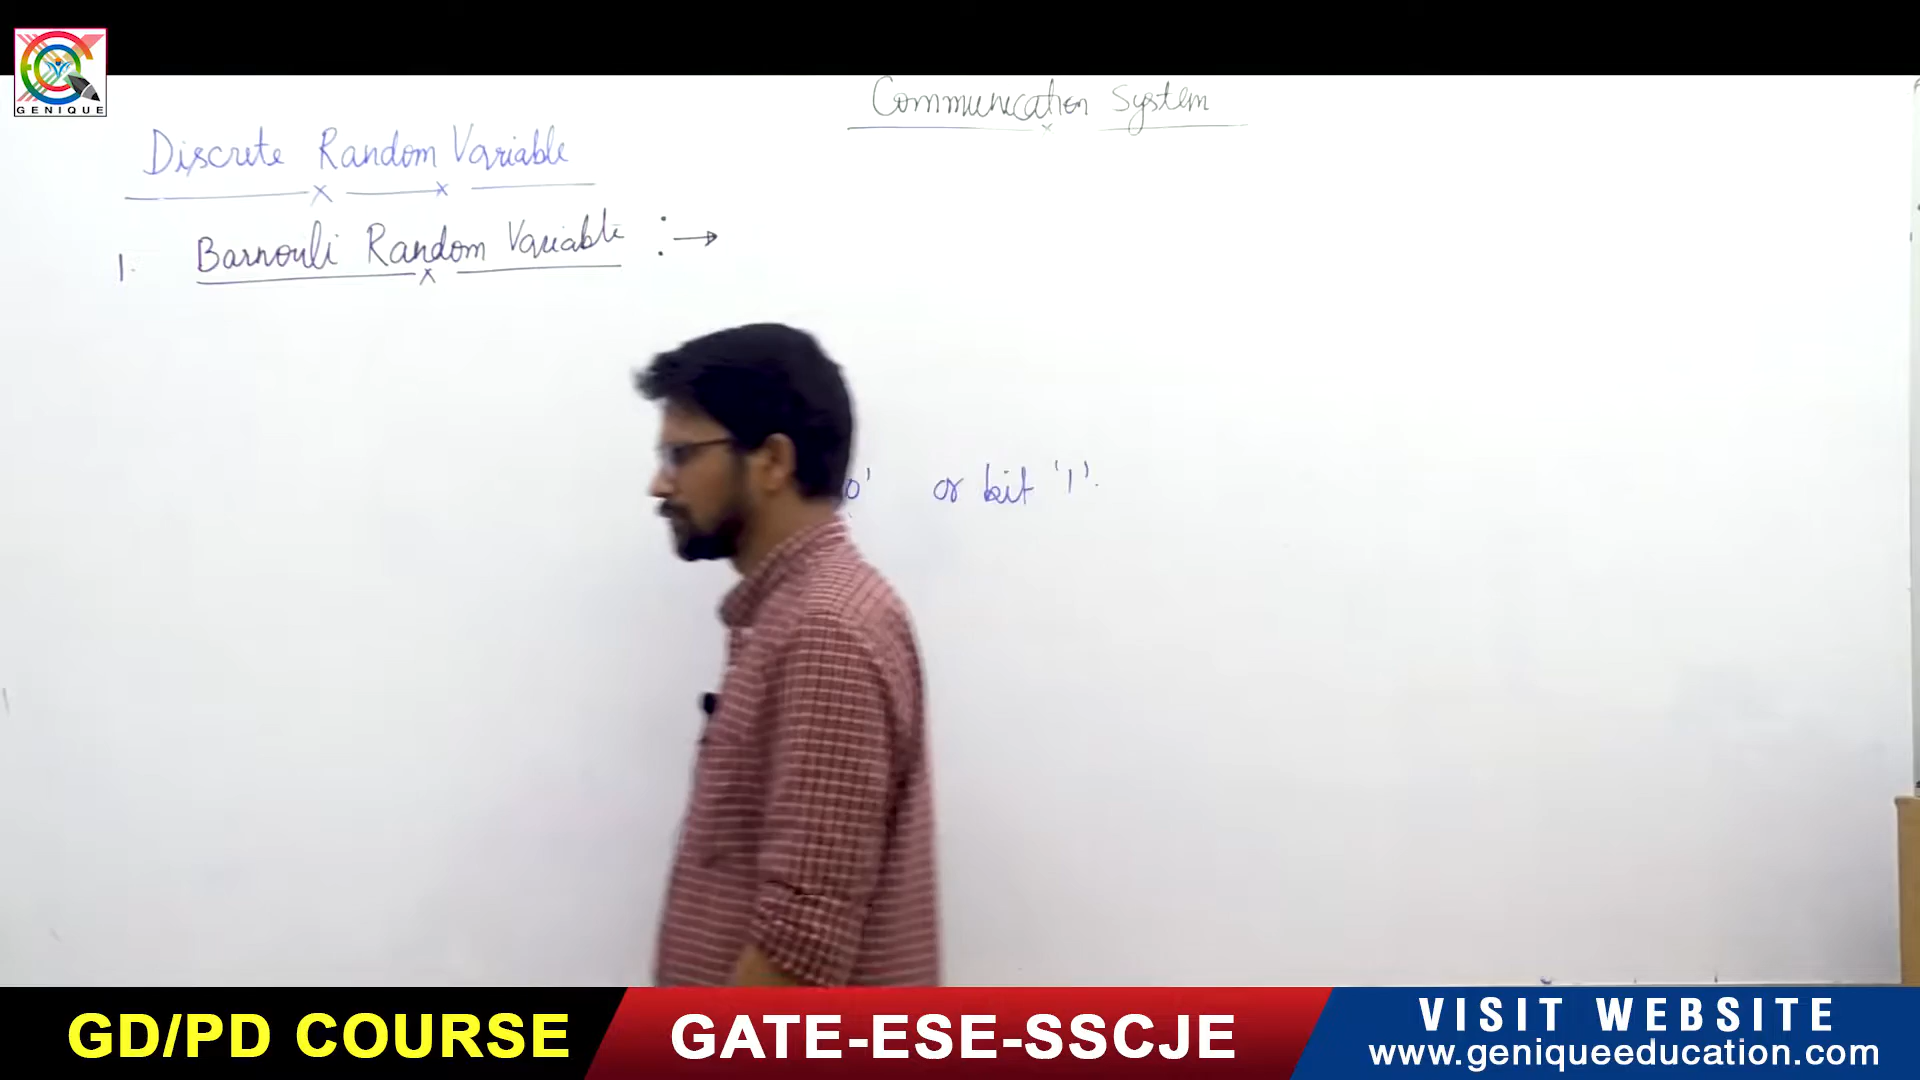 GENIQUE
Communication System
Discrete Random Variable
1. Barnouli Random Variable :→
0' or bit '1'.
GD/PD COURSE
GATE-ESE-SSCJE
VISIT WEBSITE
www.geniqueeducation.com